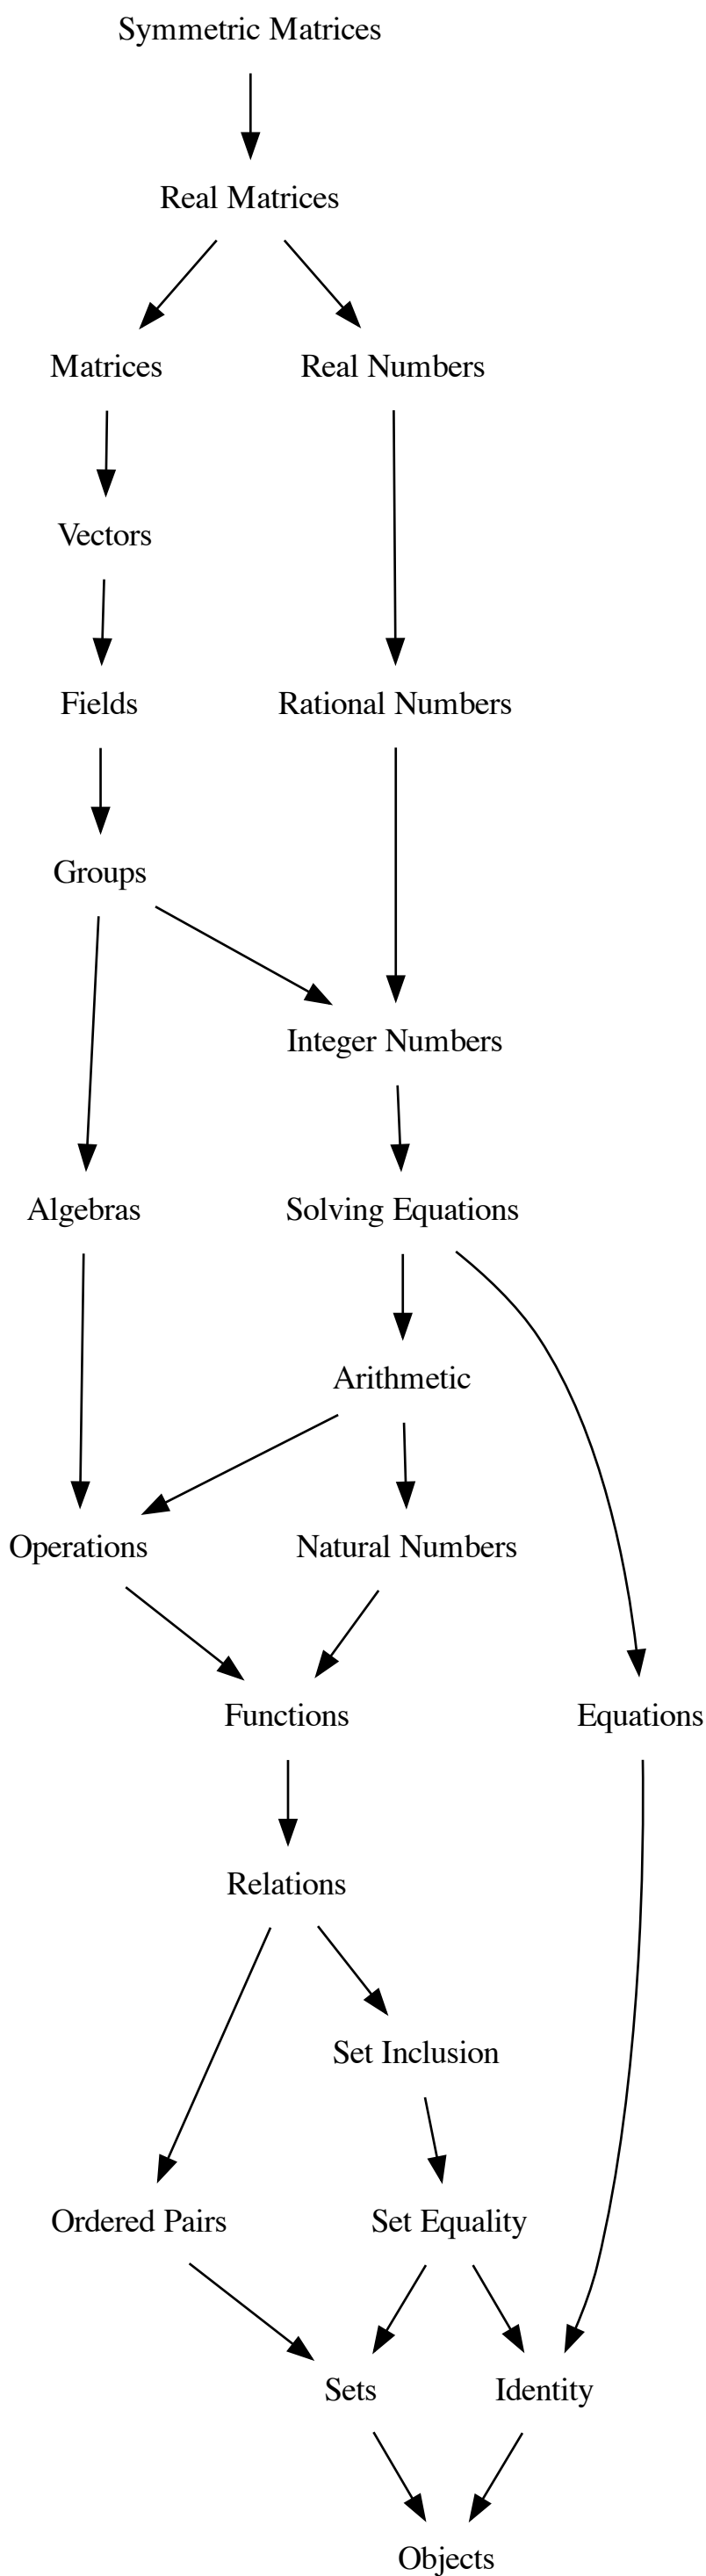 Symmetric Matrices
Real Matrices
Matrices
Real Numbers
Vectors
Fields
Rational Numbers
Groups
Integer Numbers
Algebras
Solving Equations
Arithmetic
Operations
Natural Numbers
Functions
Equations
Relations
Set Inclusion
Ordered Pairs
Set Equality
Sets
Identity
Objects